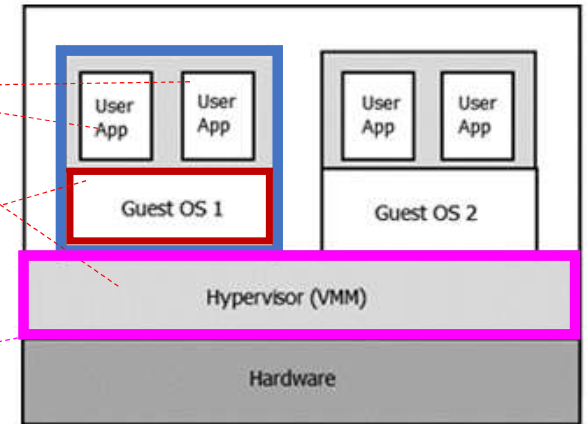 User
App
User
App
User
App
User
App
Guest OS 1
Guest OS 2
Hypervisor (VMM)
Hardware